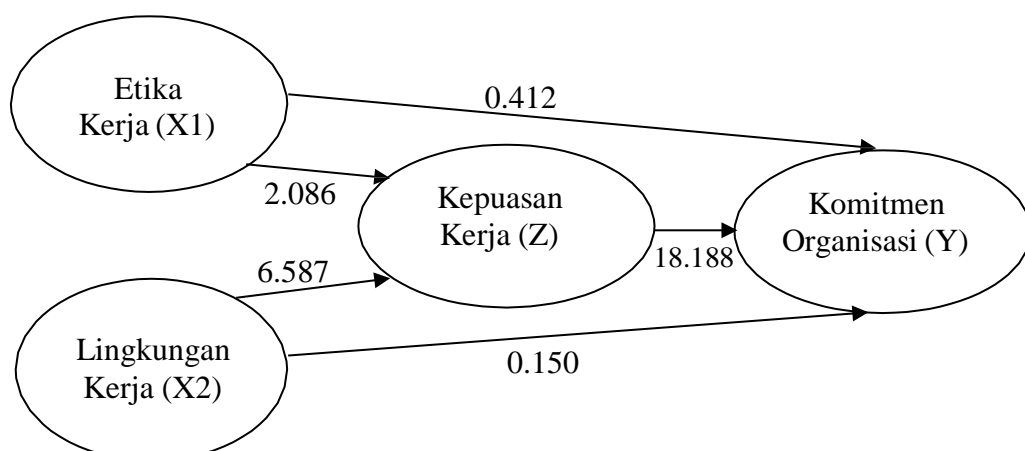 Etika
Kerja (X1)
0.412
2.086
Kepuasan
Kerja (Z)
Komitmen
Organisasi (Y)
18.188
6.587
Lingkungan
Kerja (X2)
0.150